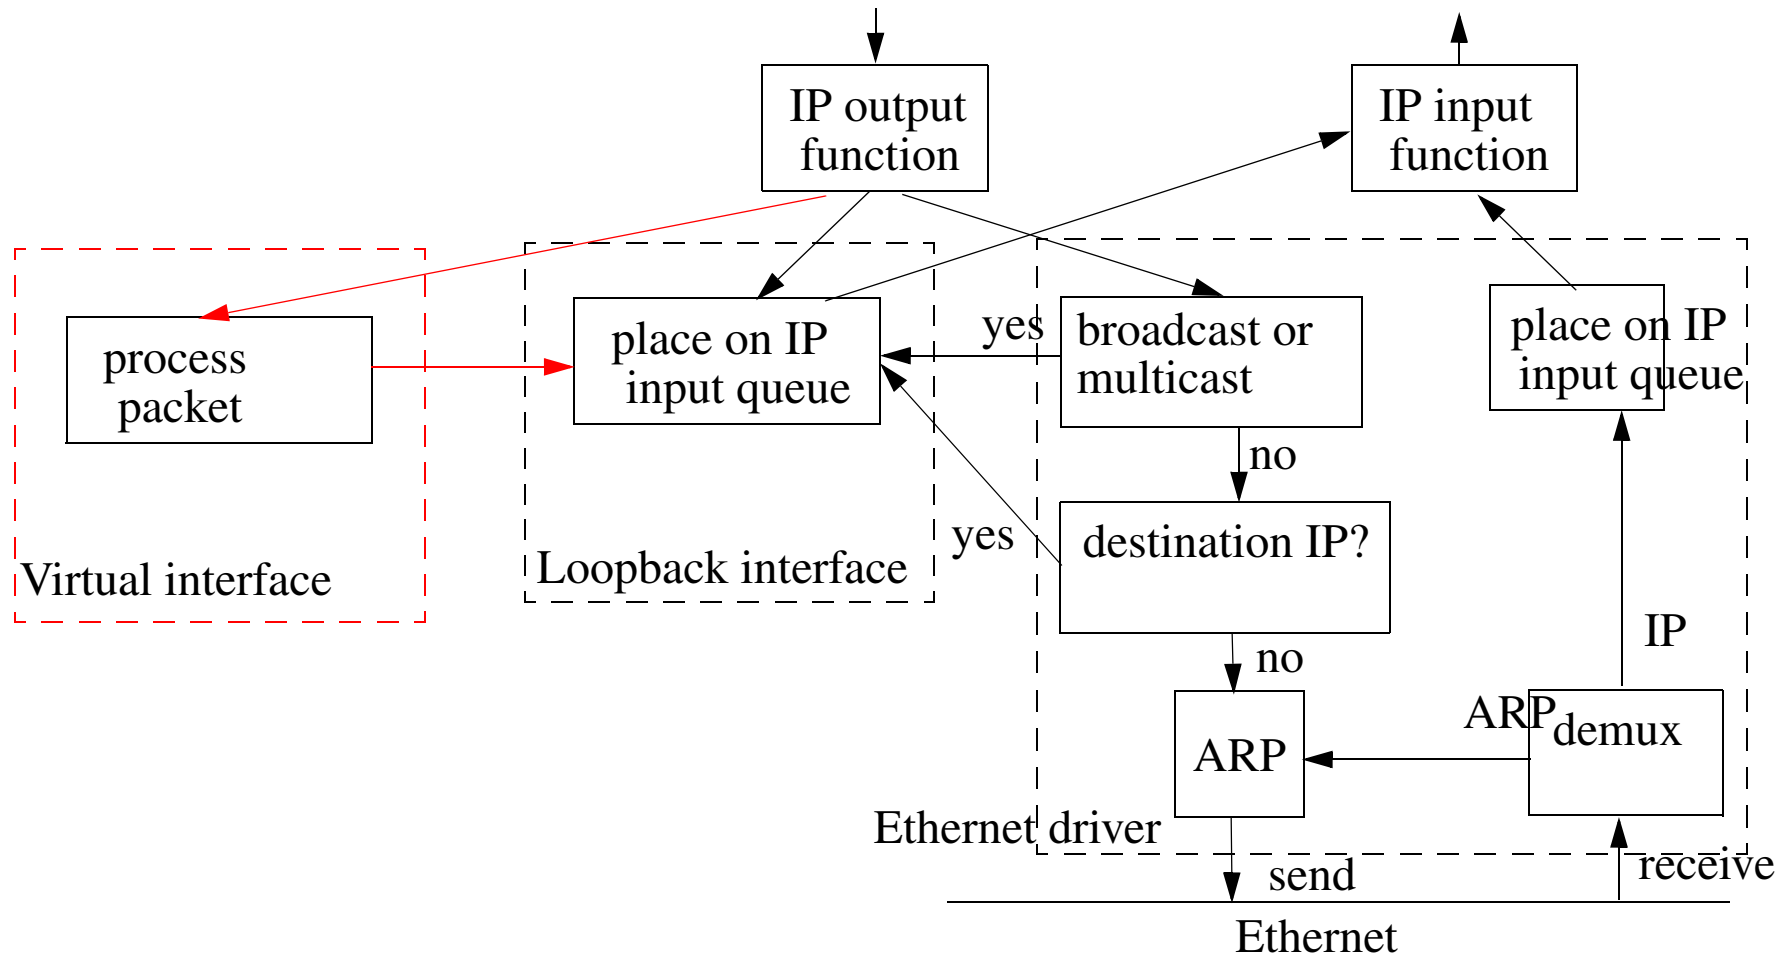 IP output
function
IP input
function
process
packet
Virtual interface
place on IP
input queue
Loopback interface
yes
broadcast or
multicast
no
yes
destination IP?
no
ARP
place on IP
input queue
IP
ARP
demux
Ethernet driver
send
receive
Ethernet